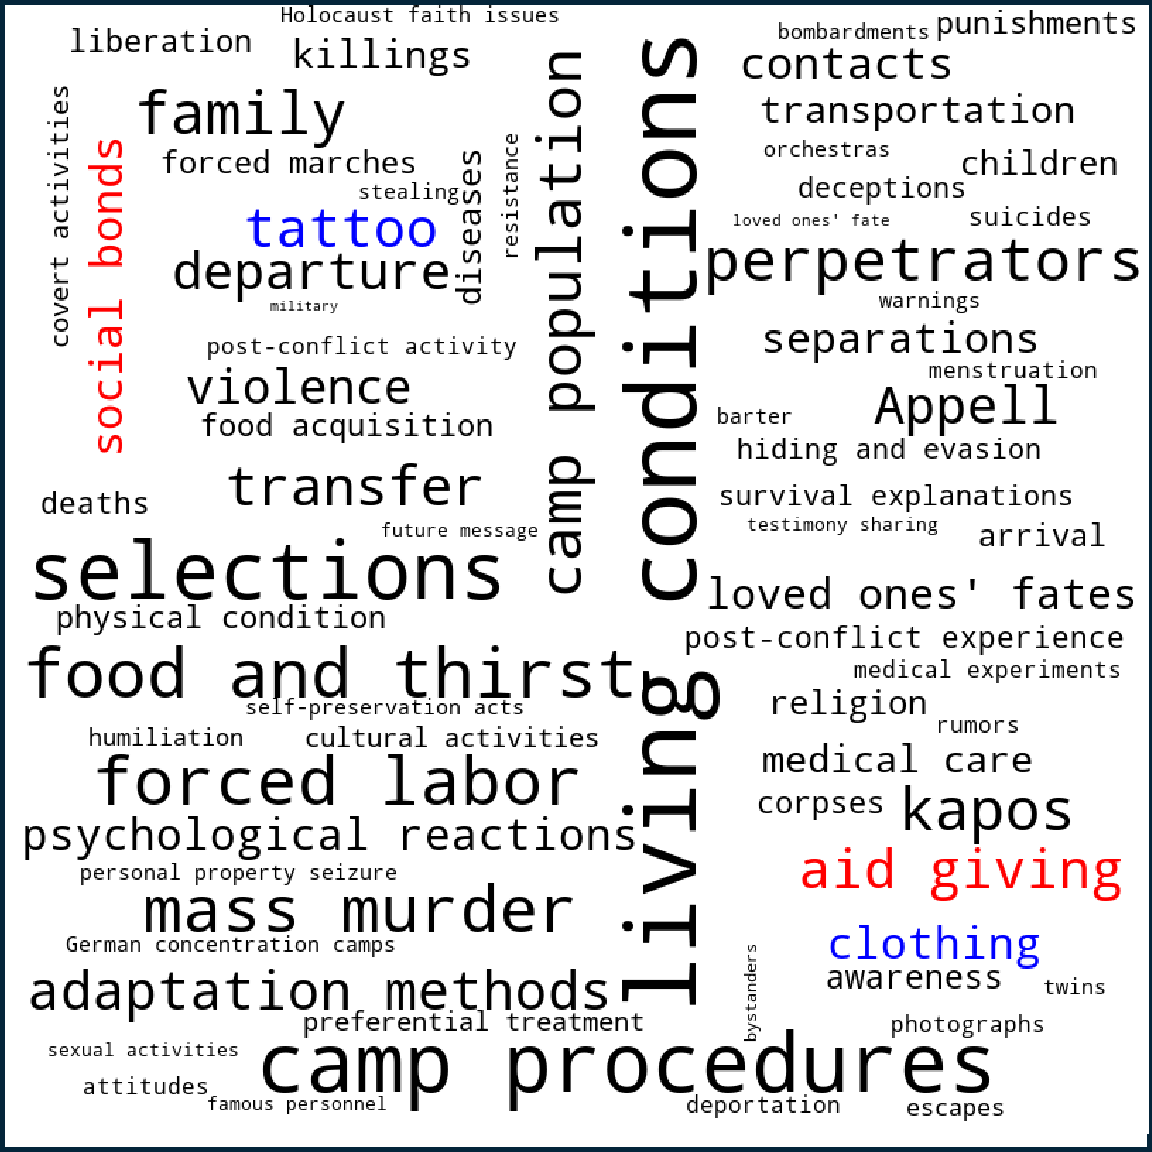 Holocaust faith issues
liberation
killings
family
forced marches
stealing
tattoo
departure
military
covert activities
social bonds
diseases
resistance
camp population
living conditions
bombardments
punishments
contacts
transportation
orchestras
children
deceptions
loved ones' fate
suicides
perpetrators
warnings
separations
menstruation
Appell
barter
hiding and evasion
survival explanations
testimony sharing
arrival
post-conflict activity
violence
food acquisition
transfer
deaths
future message
selections
physical condition
food and thirst
self-preservation acts
humiliation
cultural activities
forced labor
psychological reactions
personal property seizure
mass murder
German concentration camps
adaptation methods
preferential treatment
loved ones' fates
post-conflict experience
medical experiments
religion
rumors
medical care
corpses
kapos
aid giving
clothing
awareness
twins
bystanders
photographs
sexual activities
camp procedures
attitudes
famous personnel
deportation
escapes